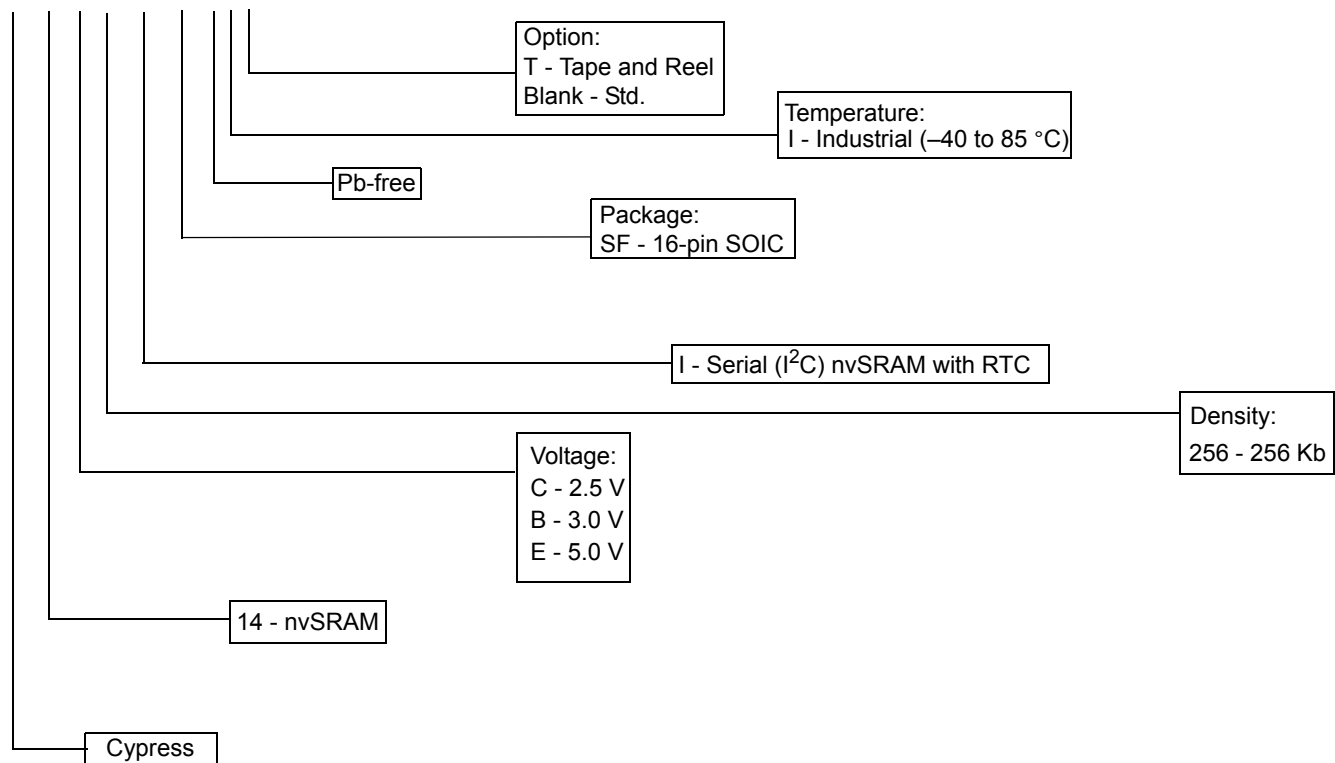 Option:
T - Tape and Reel
Blank - Std.
Temperature:
I - Industrial (–40 to 85 °C)
Pb-free
Package:
SF - 16-pin SOIC
I - Serial (I²C) nvSRAM with RTC
Density:
256 - 256 Kb
Voltage:
C - 2.5 V
B - 3.0 V
E - 5.0 V
14 - nvSRAM
Cypress